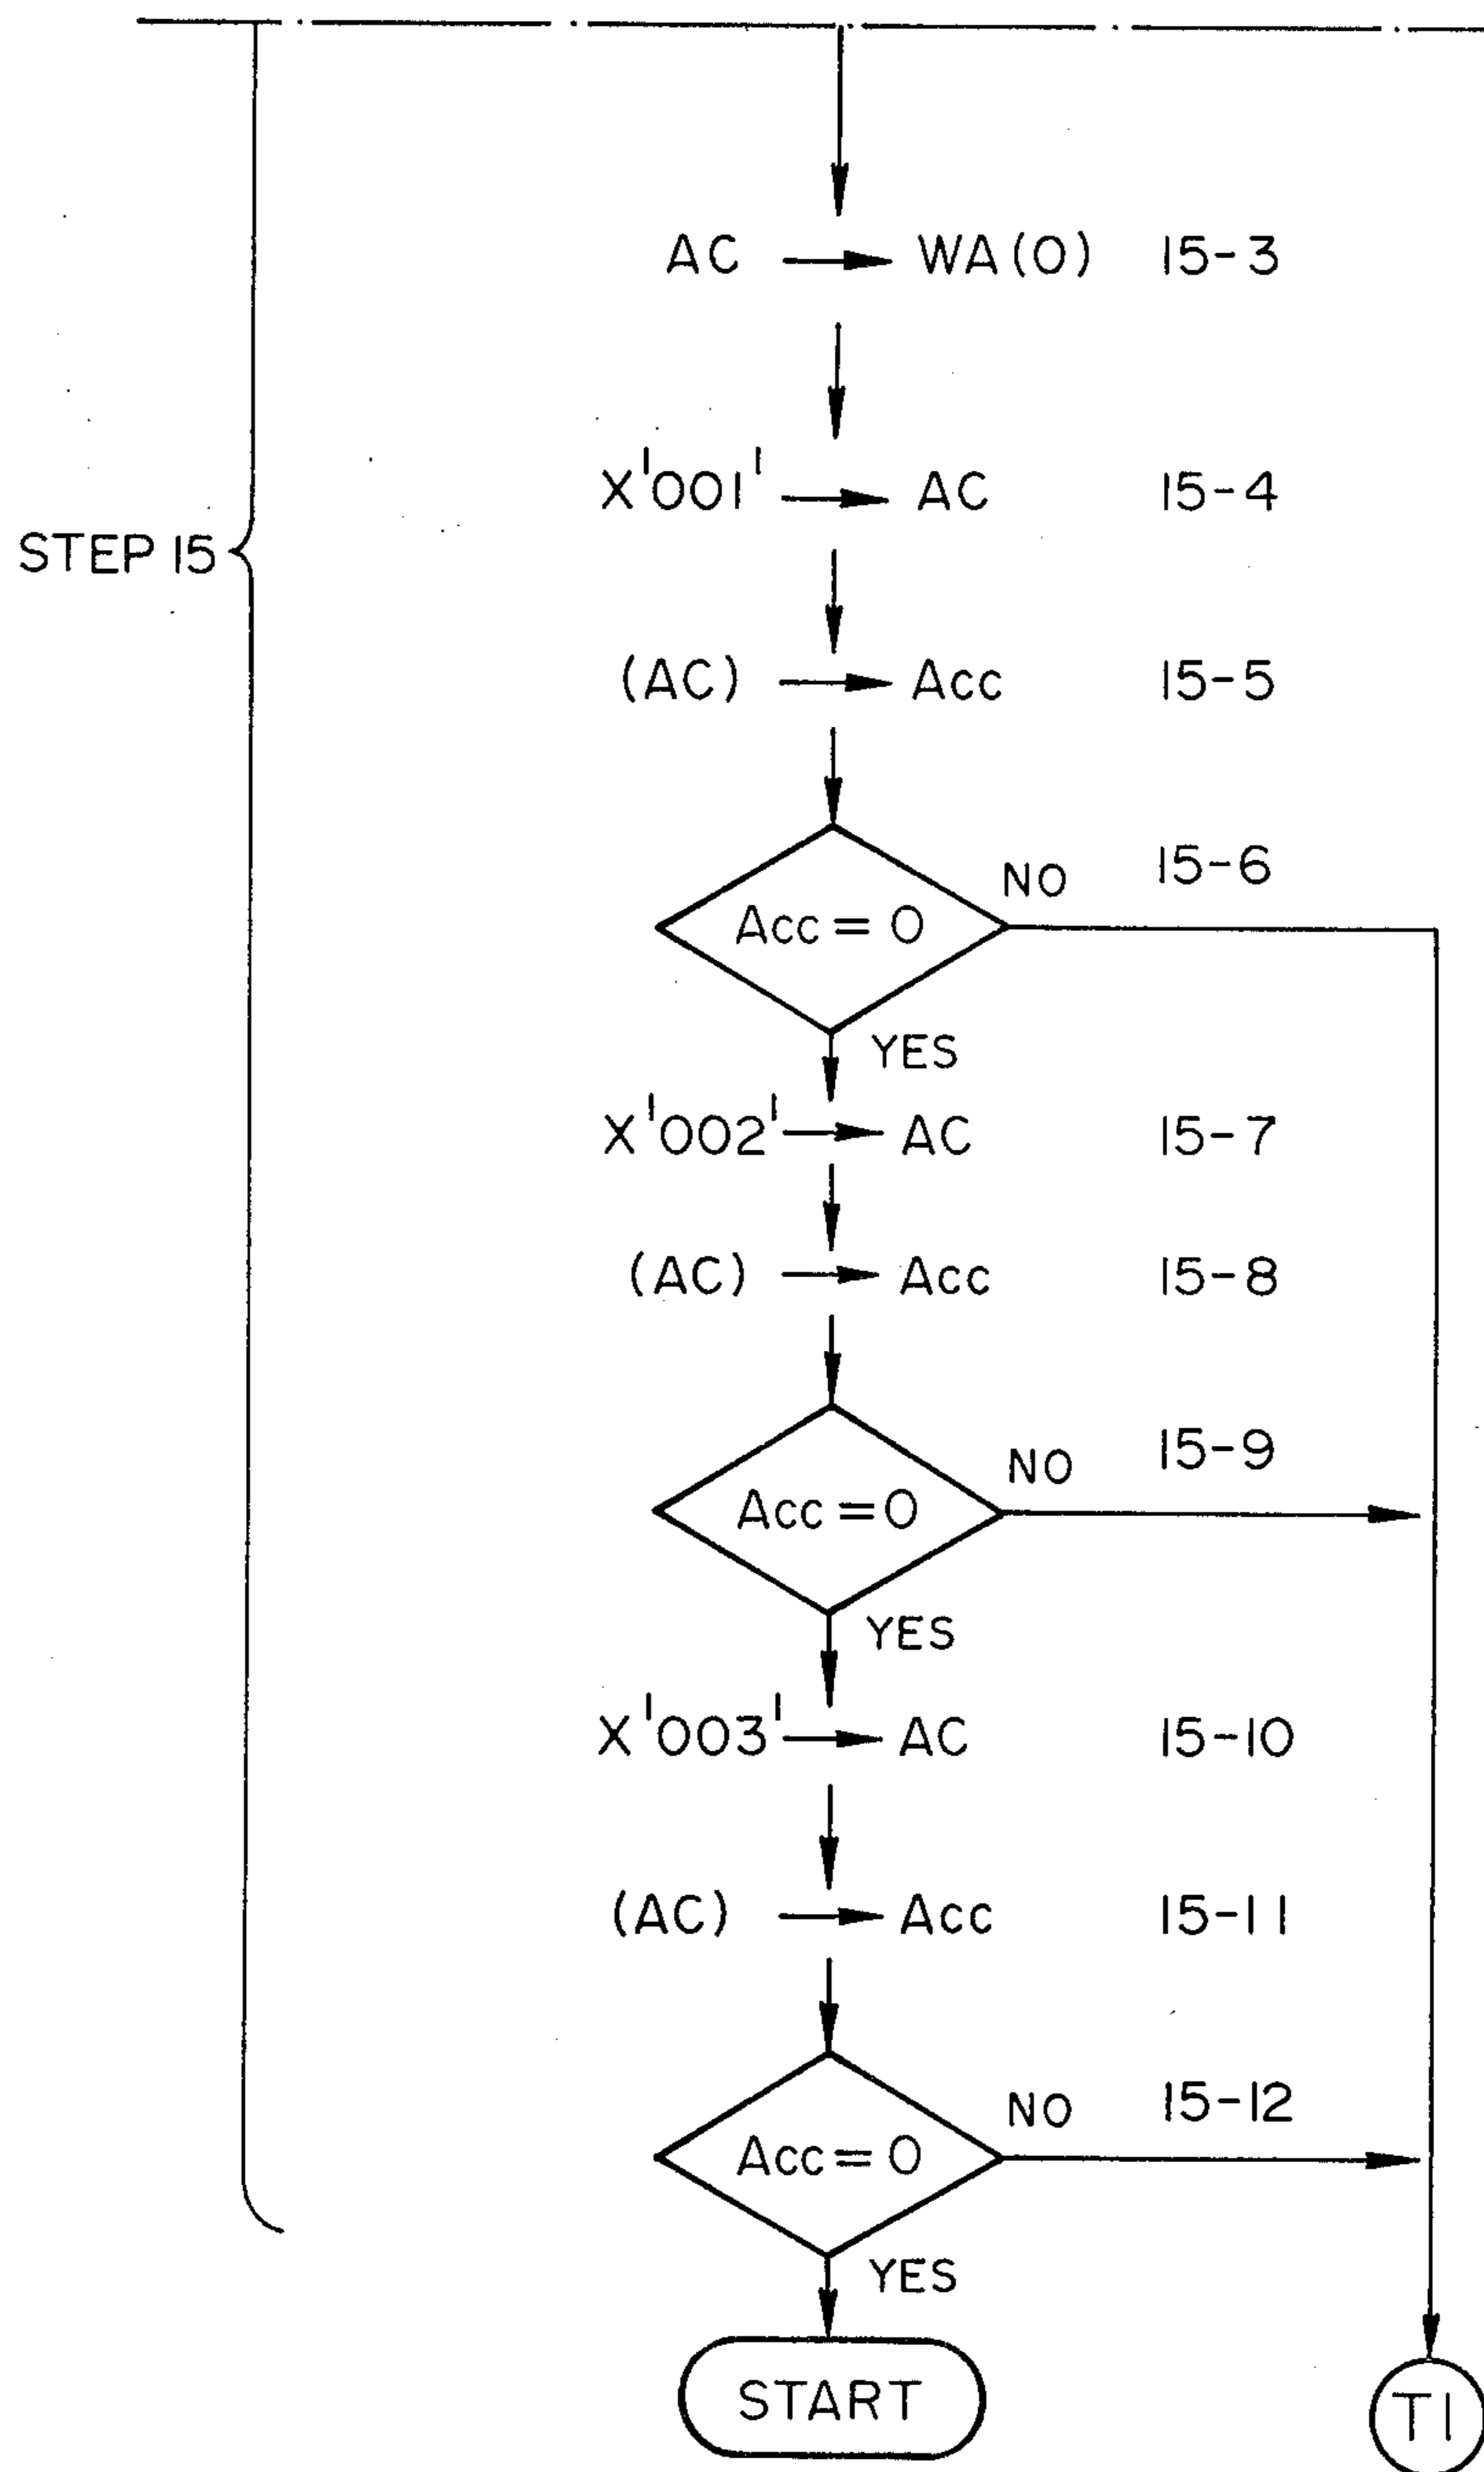 AC → WA(0) 15-3
X'001' → AC 15-4
STEP 15
(AC) → Acc 15-5
NO 15-6
Acc = 0
YES
X'002' → AC 15-7
(AC) → Acc 15-8
NO 15-9
Acc = 0
YES
X'003' → AC 15-10
(AC) → Acc 15-11
NO 15-12
Acc = 0
YES
START
T1